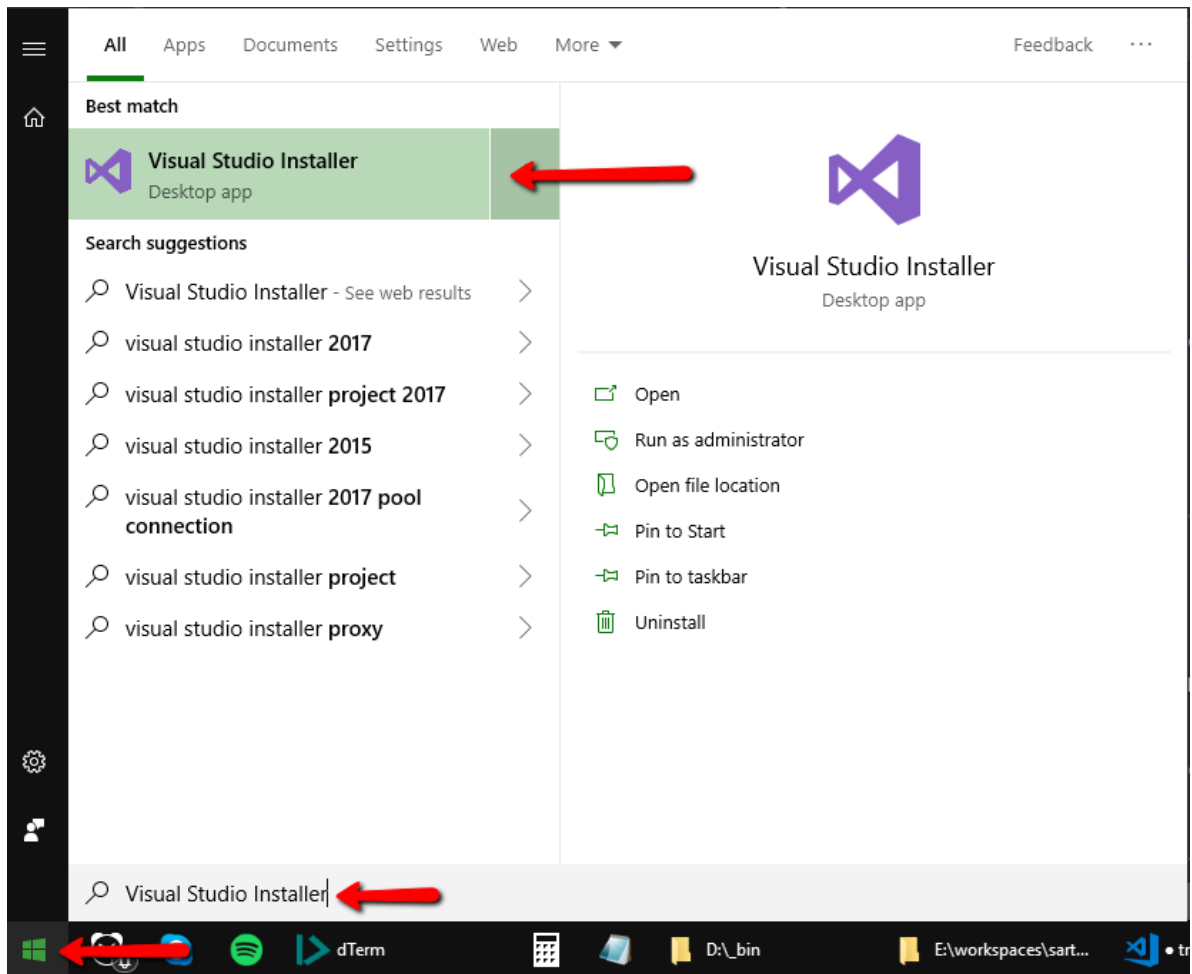 All Apps Documents Settings Web More Feedback ...
Best match
Visual Studio Installer
Desktop app
Search suggestions
Visual Studio Installer - See web results
visual studio installer 2017
visual studio installer project 2017
visual studio installer 2015
visual studio installer 2017 pool
connection
visual studio installer project
visual studio installer proxy
Visual Studio Installer
Desktop app
Open
Run as administrator
Open file location
Pin to Start
Pin to taskbar
Uninstall
Visual Studio Installer
dTerm D:\_bin E:\workspaces\sart... • tr